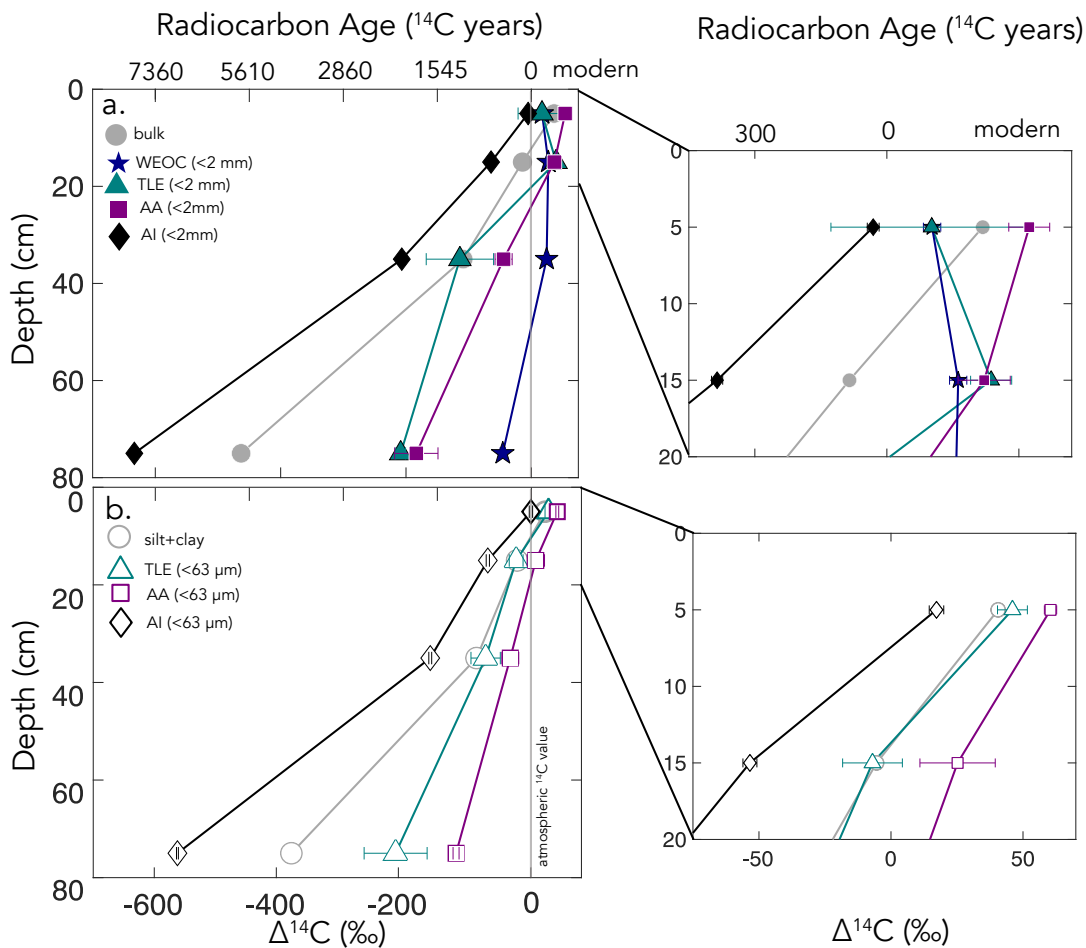 Radiocarbon Age (¹⁴C years)
7360 5610 2860 1545 0 modern
0
20
40
60
80
Depth (cm)
a.
bulk
WEOC (<2 mm)
TLE (<2 mm)
AA (<2mm)
AI (<2mm)
Radiocarbon Age (¹⁴C years)
300 0 modern
0
5
10
15
20
0
20
40
60
80
Depth (cm)
b.
silt+clay
TLE (<63 µm)
AA (<63 µm)
AI (<63 µm)
atmospheric ¹⁴C value
-600 -400 -200 0
Δ¹⁴C (‰)
0
5
10
15
20
-50 0 50
Δ¹⁴C (‰)